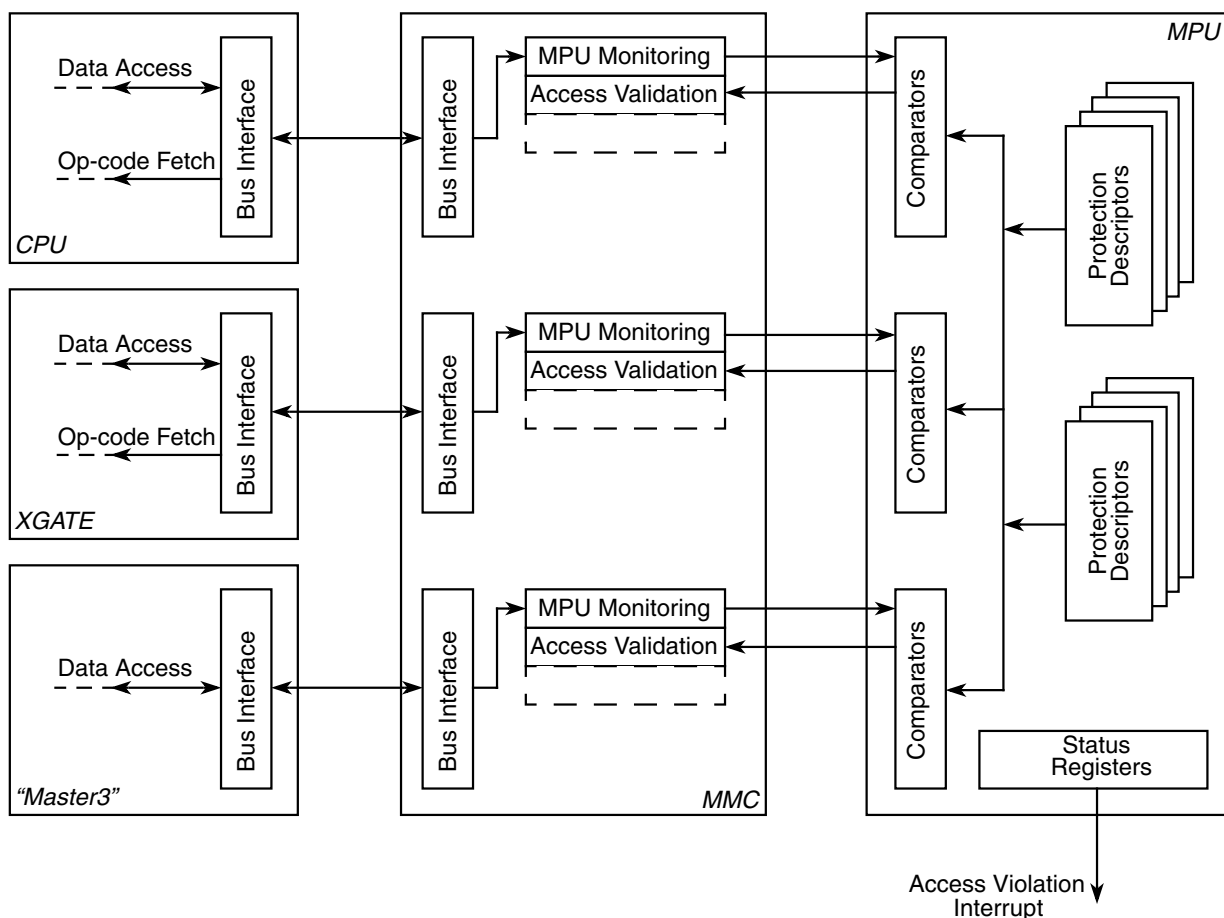 MPU
Data Access
Op-code Fetch
Bus Interface
CPU
Bus Interface
MPU Monitoring
Access Validation
Comparators
Protection
Descriptors
Data Access
Op-code Fetch
Bus Interface
XGATE
Bus Interface
MPU Monitoring
Access Validation
Comparators
Protection
Descriptors
Data Access
Bus Interface
“Master3”
Bus Interface
MPU Monitoring
Access Validation
MMC
Comparators
Status
Registers
Access Violation
Interrupt